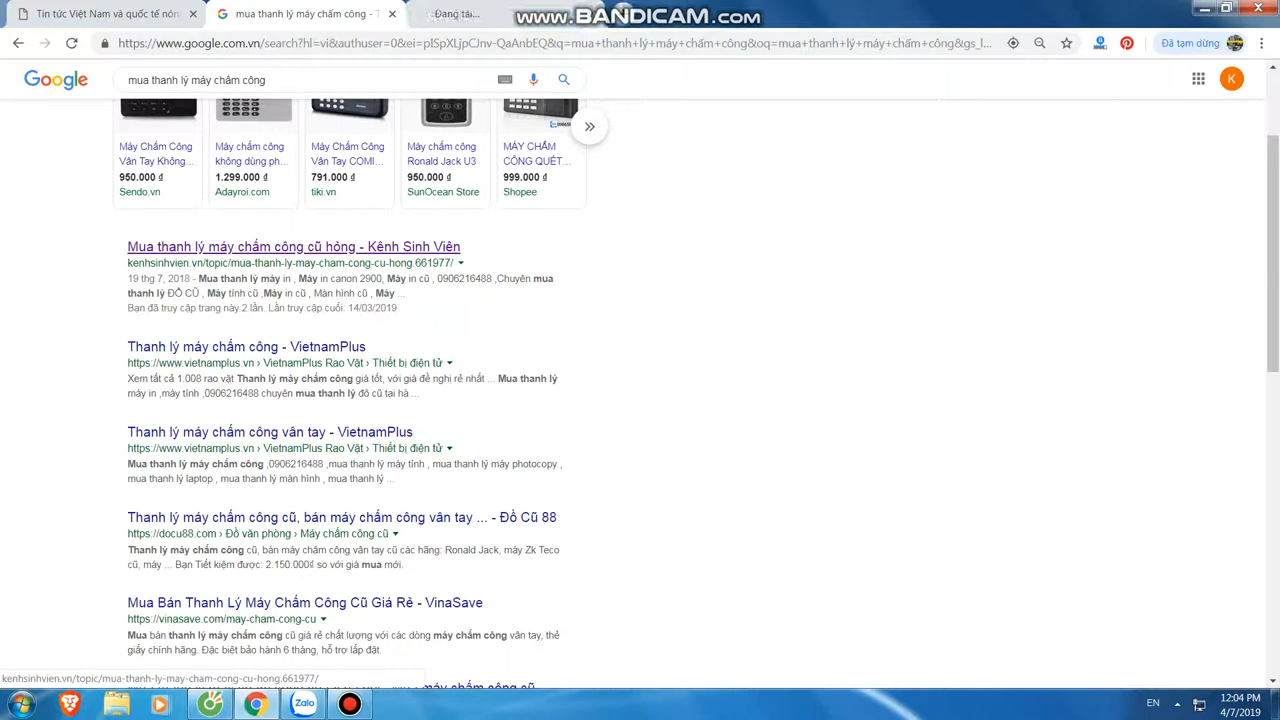 Tin tức Việt Nam và quốc tế nón
mua thanh lý máy chấm công - T
Đang tả...
www.BANDICAM.com
https://www.google.com.vn/search?hl=vi&authuser=0&ei=pISpXLjpCJnv-QaAnbEQ&q=mua+thanh+lý+máy+chấm+công&oq=mua+thanh+lý+máy+chấm+công&gs_l...
Đã tạm dừng
Google
mua thanh lý máy chấm công
K
Máy Chấm Công Vân Tay Không...
950.000 ₫
Sendo.vn
Máy chấm công không dùng ph...
1.299.000 ₫
Adayroi.com
Máy Chấm Công Vân Tay COMI...
791.000 ₫
tiki.vn
Máy chấm công Ronald Jack U3
950.000 ₫
SunOcean Store
MÁY CHẤM CÔNG QUÉT...
999.000 ₫
Shopee
Mua thanh lý máy chấm công cũ hỏng - Kênh Sinh Viên
kenhsinhvien.vn/topic/mua-thanh-ly-may-cham-cong-cu-hong.661977/
19 thg 7, 2018 - Mua thanh lý máy in , Máy in canon 2900, Máy in cũ , 0906216488 ,Chuyên mua
thanh lý ĐỒ CŨ , Máy tính cũ ,Máy in cũ , Màn hình cũ , Máy ...
Bạn đã truy cập trang này 2 lần. Lần truy cập cuối: 14/03/2019
Thanh lý máy chấm công - VietnamPlus
https://www.vietnamplus.vn › VietnamPlus Rao Vặt › Thiết bị điện tử
Xem tất cả 1.008 rao vặt Thanh lý máy chấm công giá tốt, với giá đề nghị rẻ nhất ... Mua thanh lý
máy in ,máy tính ,0906216488 chuyên mua thanh lý đồ cũ tại hà ...
Thanh lý máy chấm công vân tay - VietnamPlus
https://www.vietnamplus.vn › VietnamPlus Rao Vặt › Thiết bị điện tử
Mua thanh lý máy chấm công ,0906216488 ,mua thanh lý máy tính , mua thanh lý máy photocopy ,
mua thanh lý laptop , mua thanh lý màn hình , mua thanh lý ...
Thanh lý máy chấm công cũ, bán máy chấm công vân tay ... - Đồ Cũ 88
https://docu88.com › Đồ văn phòng › Máy chấm công cũ
Thanh lý máy chấm công cũ, bán máy chấm công vân tay cũ các hãng: Ronald Jack, máy Zk Teco
cũ, máy ... Bạn Tiết kiệm được: 2.150.000₫ so với giá mua mới.
Mua Bán Thanh Lý Máy Chấm Công Cũ Giá Rẻ - VinaSave
https://vinasave.com/may-cham-cong-cu
Mua bán thanh lý máy chấm công cũ giá rẻ chất lượng với các dòng máy chấm công vân tay, thẻ
giấy chính hãng. Đặc biệt bảo hành 6 tháng, hỗ trợ lắp đặt.
kenhsinhvien.vn/topic/mua-thanh-ly-may-cham-cong-cu-hong.661977/
Zalo
EN
12:04 PM
4/7/2019